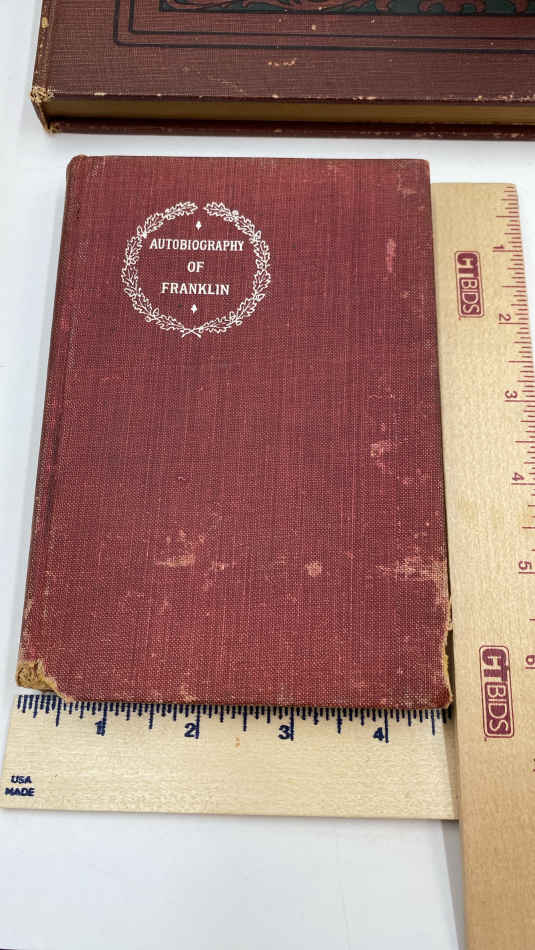 AUTOBIOGRAPHY
OF
FRANKLIN
1
CTBIDS
2
3
4
5
6
CTBIDS
1 2 3 4
USA
MADE